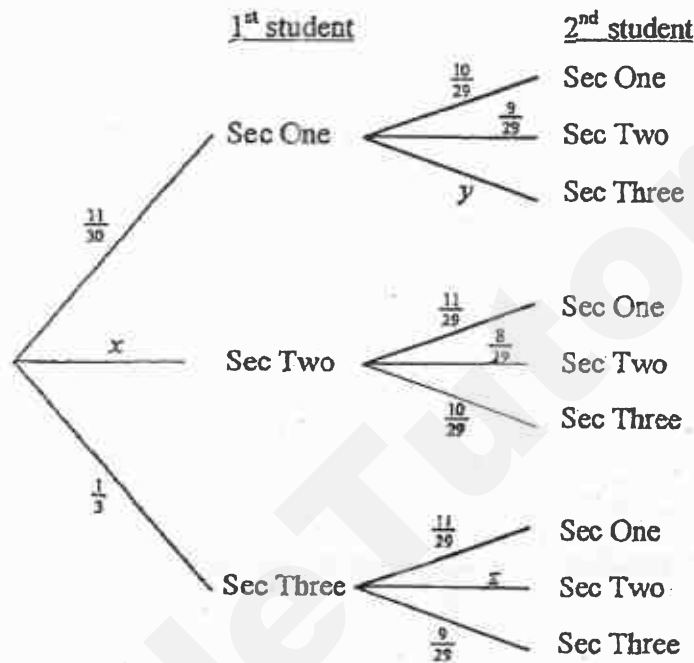 1st student 2nd student
10/29 Sec One
Sec One 9/29 Sec Two
y Sec Three
11/30
11/29 Sec One
x Sec Two 8/29 Sec Two
10/29 Sec Three
1/3
11/29 Sec One
Sec Three Sec Two
9/29 Sec Three